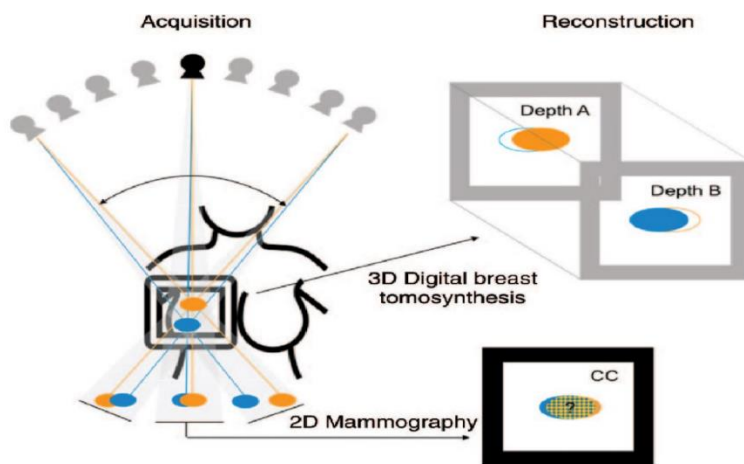 Acquisition
Reconstruction
Depth A
Depth B
3D Digital breast
tomosynthesis
CC
?
2D Mammography